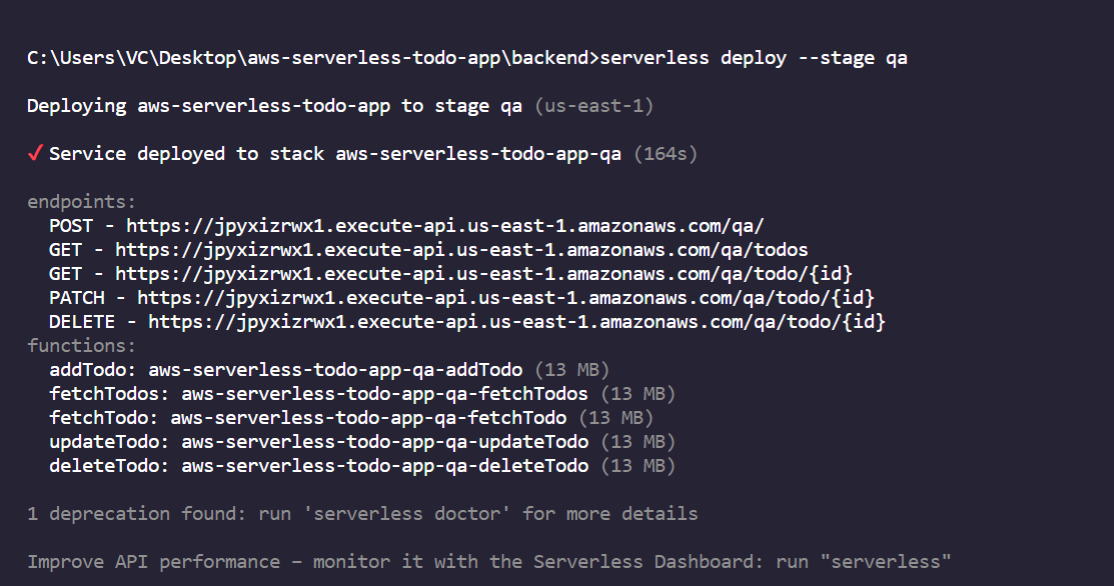 C:\Users\VC\Desktop\aws-serverless-todo-app\backend>serverless deploy --stage qa
Deploying aws-serverless-todo-app to stage qa (us-east-1)
✓ Service deployed to stack aws-serverless-todo-app-qa (164s)
endpoints:
POST - https://jpyxizrwx1.execute-api.us-east-1.amazonaws.com/qa/
GET - https://jpyxizrwx1.execute-api.us-east-1.amazonaws.com/qa/todos
GET - https://jpyxizrwx1.execute-api.us-east-1.amazonaws.com/qa/todo/{id}
PATCH - https://jpyxizrwx1.execute-api.us-east-1.amazonaws.com/qa/todo/{id}
DELETE - https://jpyxizrwx1.execute-api.us-east-1.amazonaws.com/qa/todo/{id}
functions:
addTodo: aws-serverless-todo-app-qa-addTodo (13 MB)
fetchTodos: aws-serverless-todo-app-qa-fetchTodos (13 MB)
fetchTodo: aws-serverless-todo-app-qa-fetchTodo (13 MB)
updateTodo: aws-serverless-todo-app-qa-updateTodo (13 MB)
deleteTodo: aws-serverless-todo-app-qa-deleteTodo (13 MB)
1 deprecation found: run 'serverless doctor' for more details
Improve API performance – monitor it with the Serverless Dashboard: run "serverless"